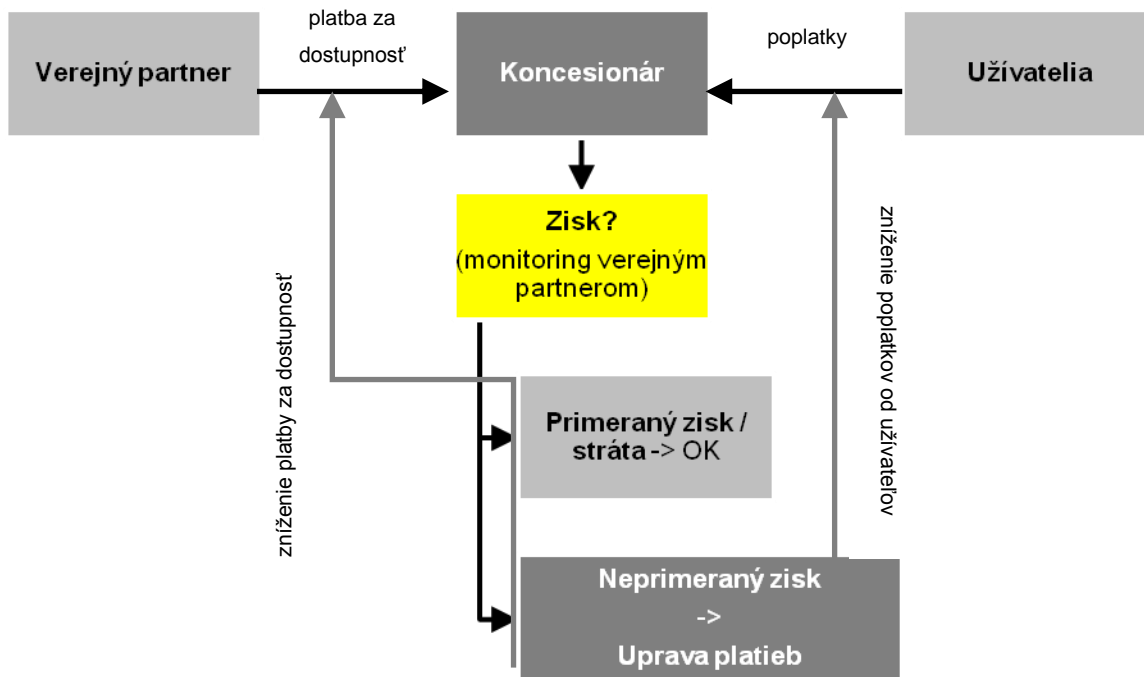 platba za
dostupnosť
poplatky
Verejný partner
Koncesionár
Užívatelia
Zisk?
(monitoring verejným
partnerom)
zníženie platby za dostupnosť
zníženie poplatkov od užívateľov
Primeraný zisk /
stráta -> OK
Neprimeraný zisk
->
Uprava platieb